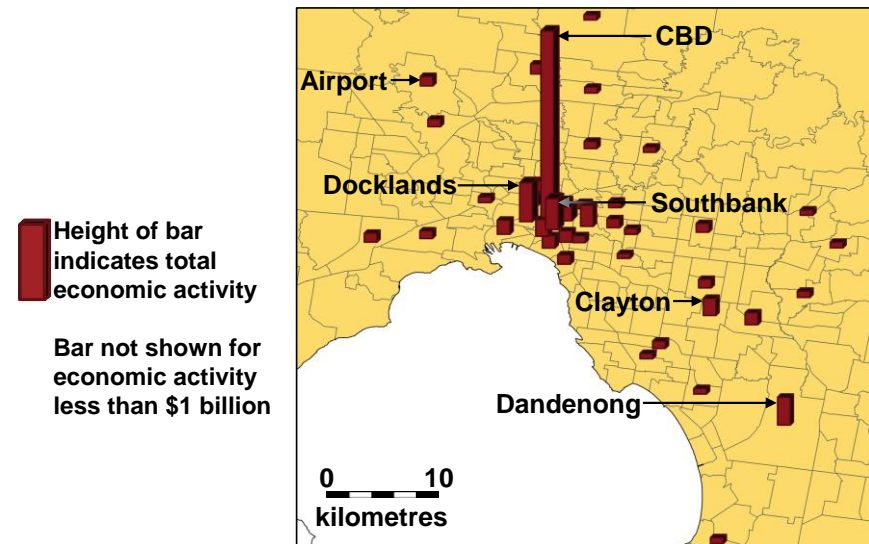 CBD
Airport
Docklands
Southbank
Height of bar
indicates total
economic activity
Clayton
Bar not shown for
economic activity
less than $1 billion
Dandenong
0 10
kilometres